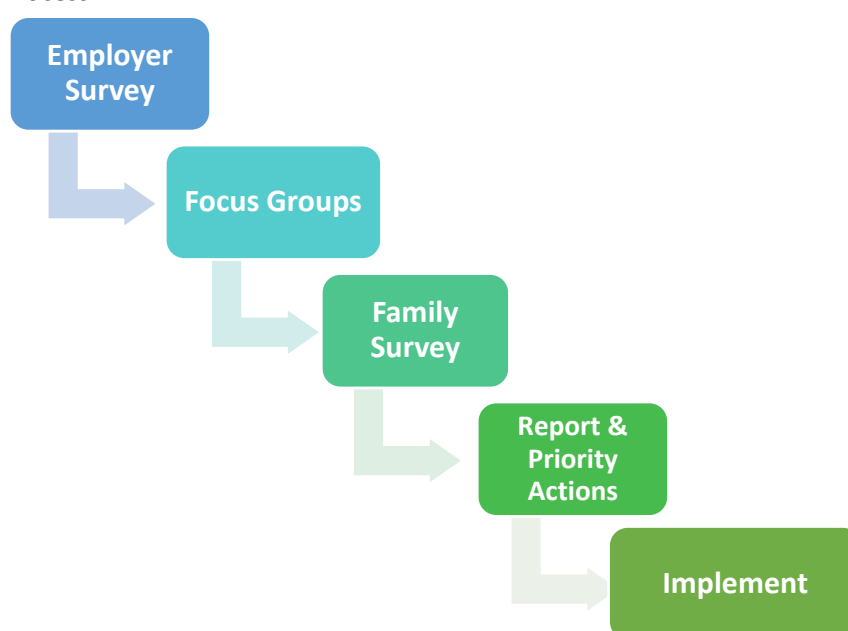 Employer
Survey
Focus Groups
Family
Survey
Report &
Priority
Actions
Implement